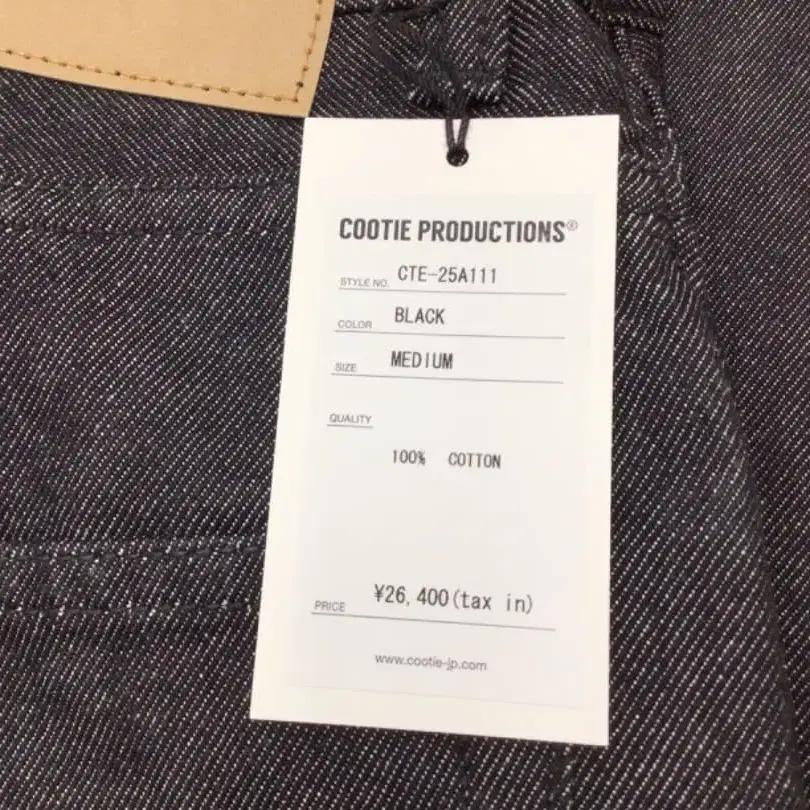 COOTIE PRODUCTIONS®
STYLE NO. CTE-25A111
COLOR BLACK
SIZE MEDIUM
QUALITY
100% COTTON
PRICE ¥26,400(tax in)
www.cootie-jp.com